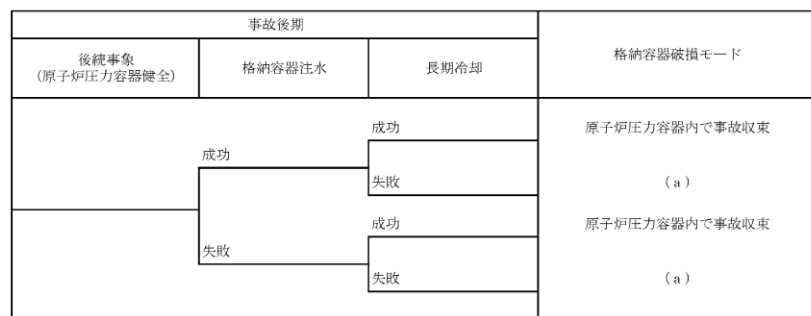 事故後期
後続事象
(原子炉圧力容器健全)
格納容器注水
長期冷却
格納容器破損モード
成功
原子炉圧力容器内で事故収束
成功
失敗
(a)
成功
原子炉圧力容器内で事故収束
失敗
失敗
(a)